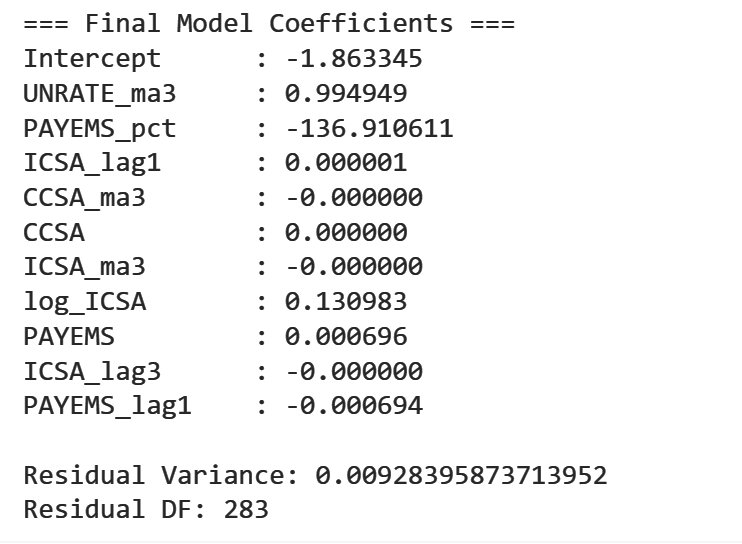 === Final Model Coefficients ===
Intercept       : -1.863345
UNRATE_ma3      : 0.994949
PAYEMS_pct      : -136.910611
ICSA_lag1       : 0.000001
CCSA_ma3        : -0.000000
CCSA            : 0.000000
ICSA_ma3        : -0.000000
log_ICSA        : 0.130983
PAYEMS          : 0.000696
ICSA_lag3       : -0.000000
PAYEMS_lag1     : -0.000694
Residual Variance: 0.00928395873713952
Residual DF: 283